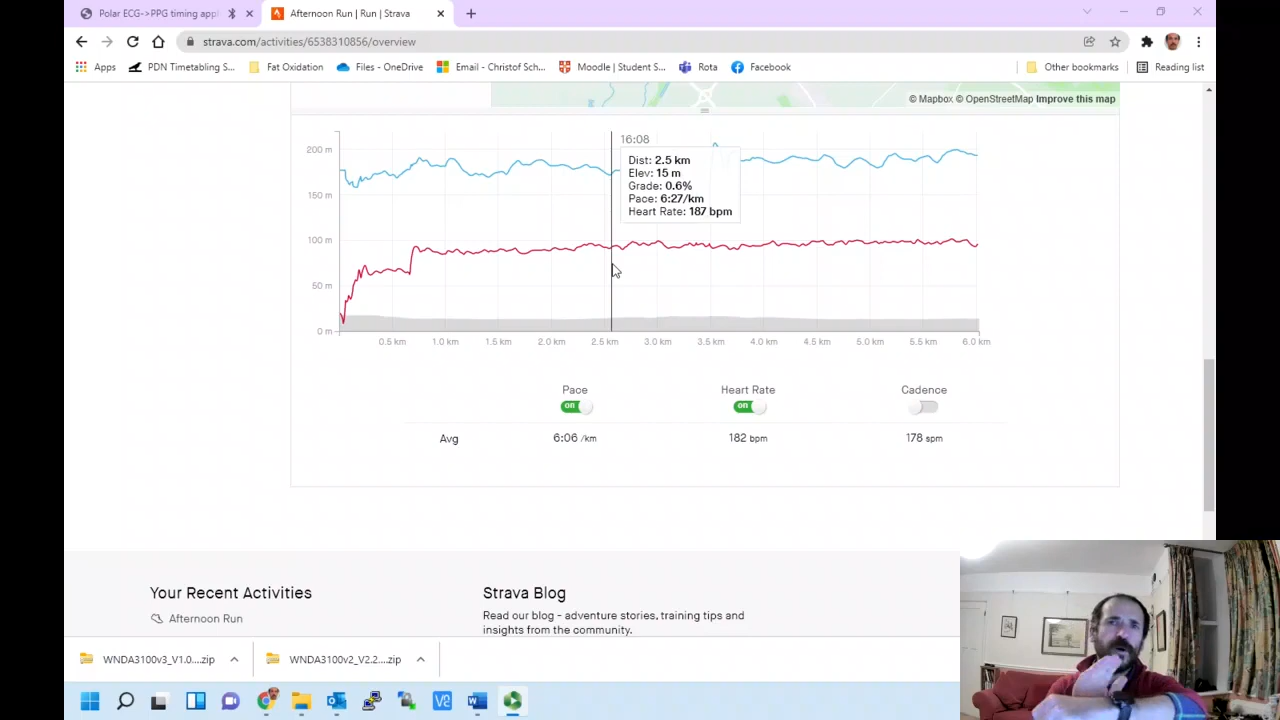 Polar ECG->PPG timing appl
Afternoon Run | Run | Strava
strava.com/activities/6538310856/overview
Apps
PDN Timetabling S...
Fat Oxidation
Files - OneDrive
Email - Christof Sch...
Moodle | Student S...
Rota
Facebook
Other bookmarks
Reading list
© Mapbox © OpenStreetMap Improve this map
16:08
Dist: 2.5 km
Elev: 15 m
Grade: 0.6%
Pace: 6:27/km
Heart Rate: 187 bpm
200 m
150 m
100 m
50 m
0 m
0.5 km 1.0 km 1.5 km 2.0 km 2.5 km 3.0 km 3.5 km 4.0 km 4.5 km 5.0 km 5.5 km 6.0 km
Pace Heart Rate Cadence
on on
Avg 6:06 /km 182 bpm 178 spm
Your Recent Activities
Afternoon Run
Strava Blog
Read our blog - adventure stories, training tips and
insights from the community.
WNDA3100v3_V1.0....zip
WNDA3100v2_V2.2....zip